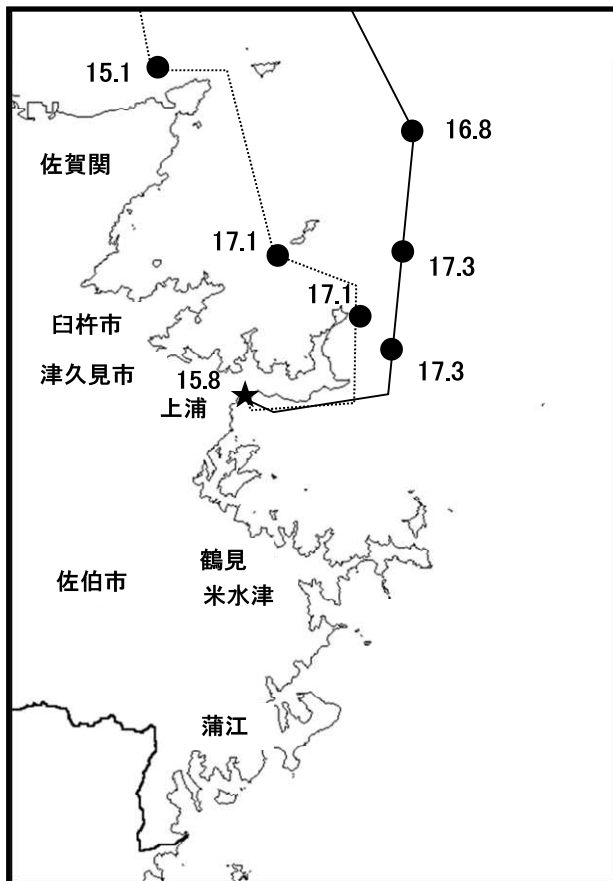 15.1
16.8
佐賀関
17.1
17.3
17.1
臼杵市
17.3
津久見市
15.8
上浦
鶴見
佐伯市
米水津
蒲江